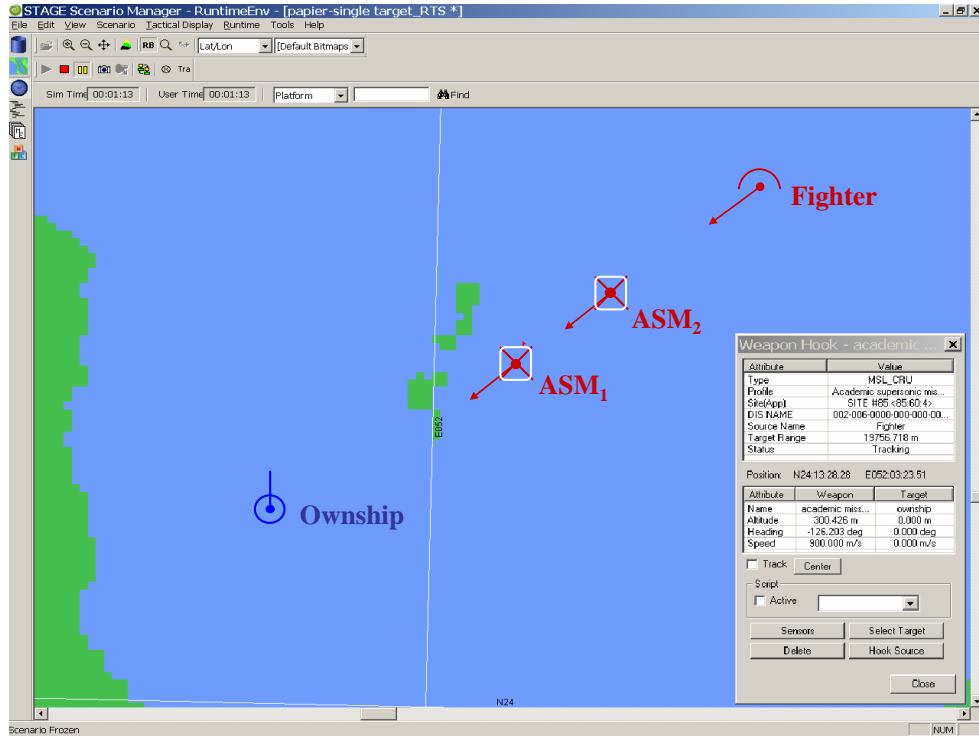 STAGE Scenario Manager - RuntimeEnv - [papier-single target_RTS *]
File Edit View Scenario Tactical Display Runtime Tools Help
RB Lat/Lon [Default Bitmaps
Tra
Sim Time 00:01:13 User Time 00:01:13 Platform Find
Fighter
ASM2
ASM1
E052
Ownship
N24
Weapon Hook - academic ...
Attribute Value
Type MSL_CRU
Profile Academic supersonic mis...
Site(App) SITE #85 <85:60:4>
DIS NAME 002-006-0000-000-000-00...
Source Name Fighter
Target Range 19756.718 m
Status Tracking
Position: N24:13:28.28 E052:03:23.51
Attribute Weapon Target
Name academic miss... ownship
Altitude 300.426 m 0.000 m
Heading -126.203 deg 0.000 deg
Speed 900.000 m/s 0.000 m/s
Track Center
Script
Active
Sensors Select Target
Delete Hook Source
Close
Scenario Frozen NUM